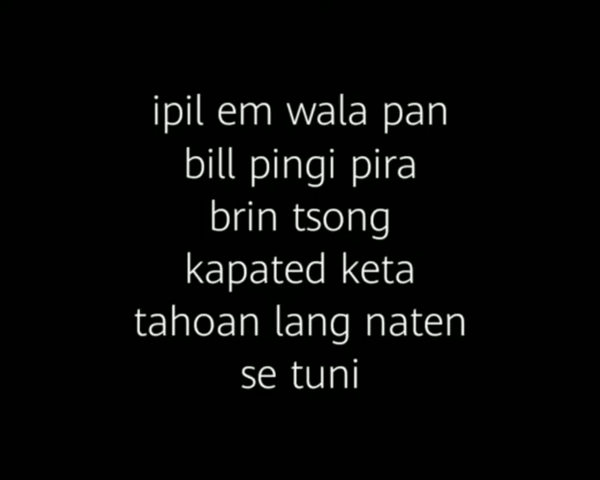 ipil em wala pan
bill pingi pira
brin tsong
kapated keta
tahoan lang naten
se tuni